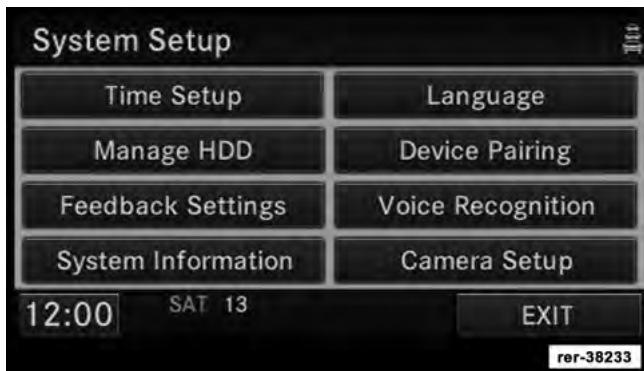 System Setup
Time Setup Language
Manage HDD Device Pairing
Feedback Settings Voice Recognition
System Information Camera Setup
12:00 SAT 13 EXIT
rer-38233